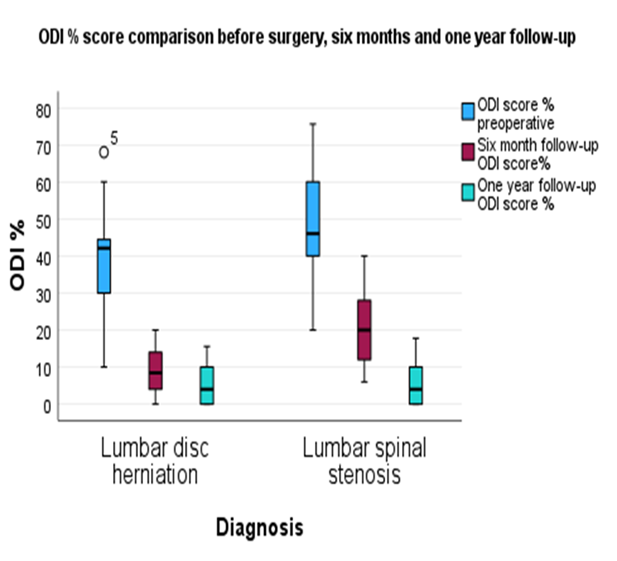 ODI % score comparison before surgery, six months and one year follow-up
ODI %
80
70
60
50
40
30
20
10
0
5
ODI score %
preoperative
Six month follow-up
ODI score%
One year follow-up
ODI score %
Lumbar disc
herniation
Lumbar spinal
stenosis
Diagnosis